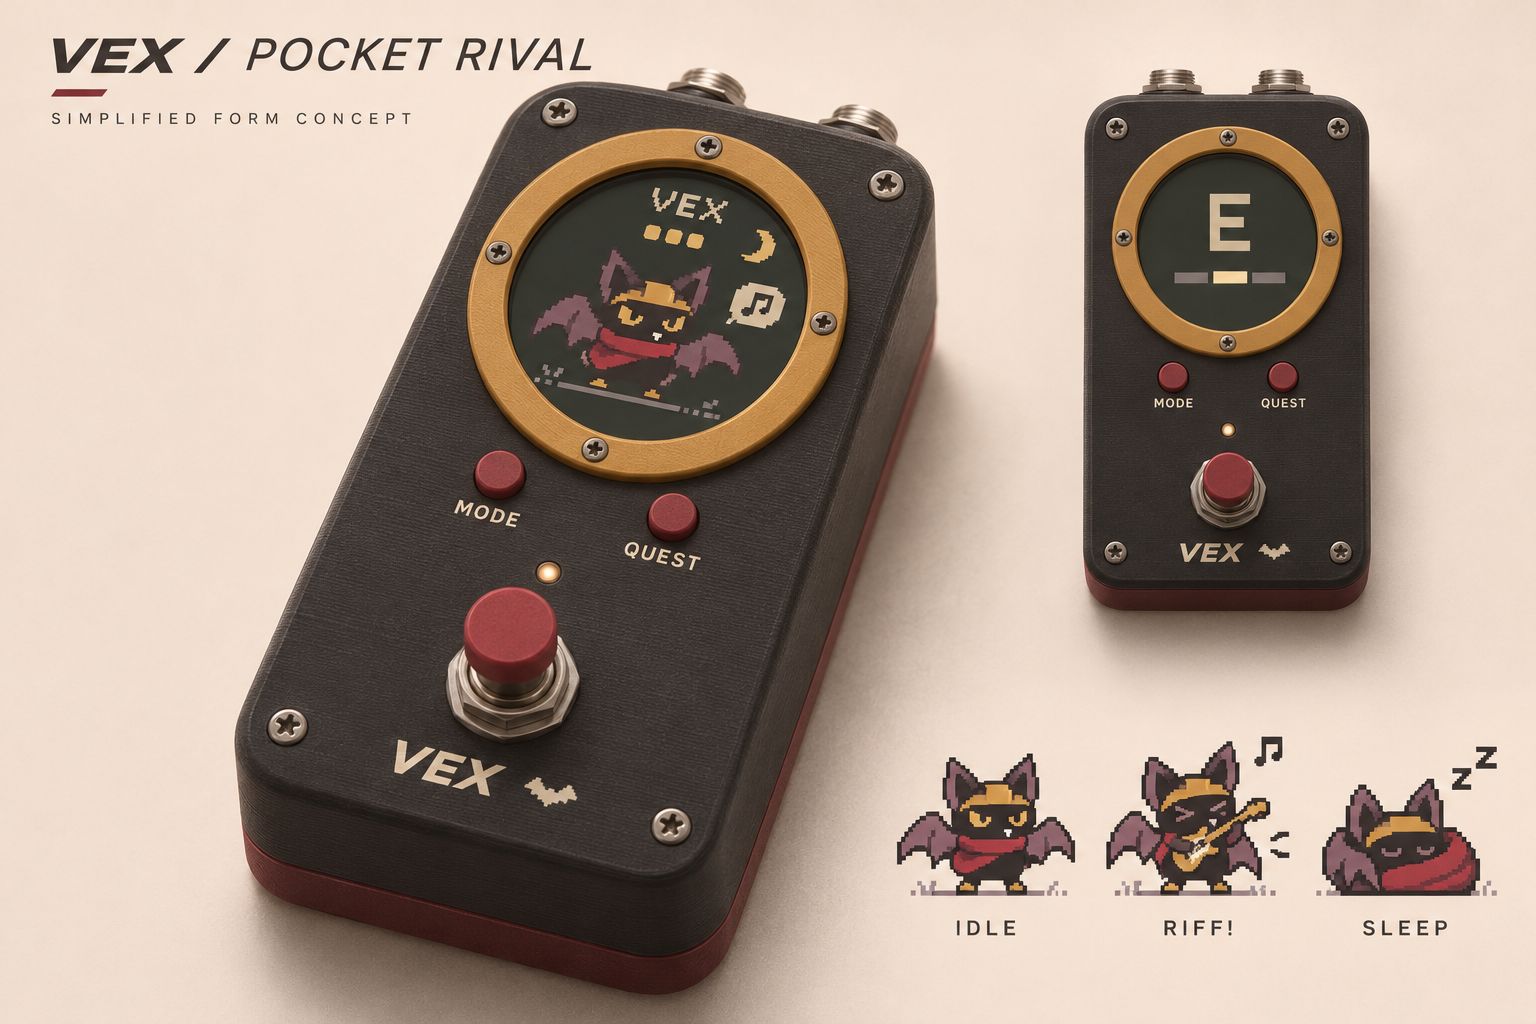 VEX / POCKET RIVAL
SIMPLIFIED FORM CONCEPT
VEX
MODE
QUEST
VEX
E
MODE
QUEST
VEX
z Z
IDLE
RIFF!
SLEEP